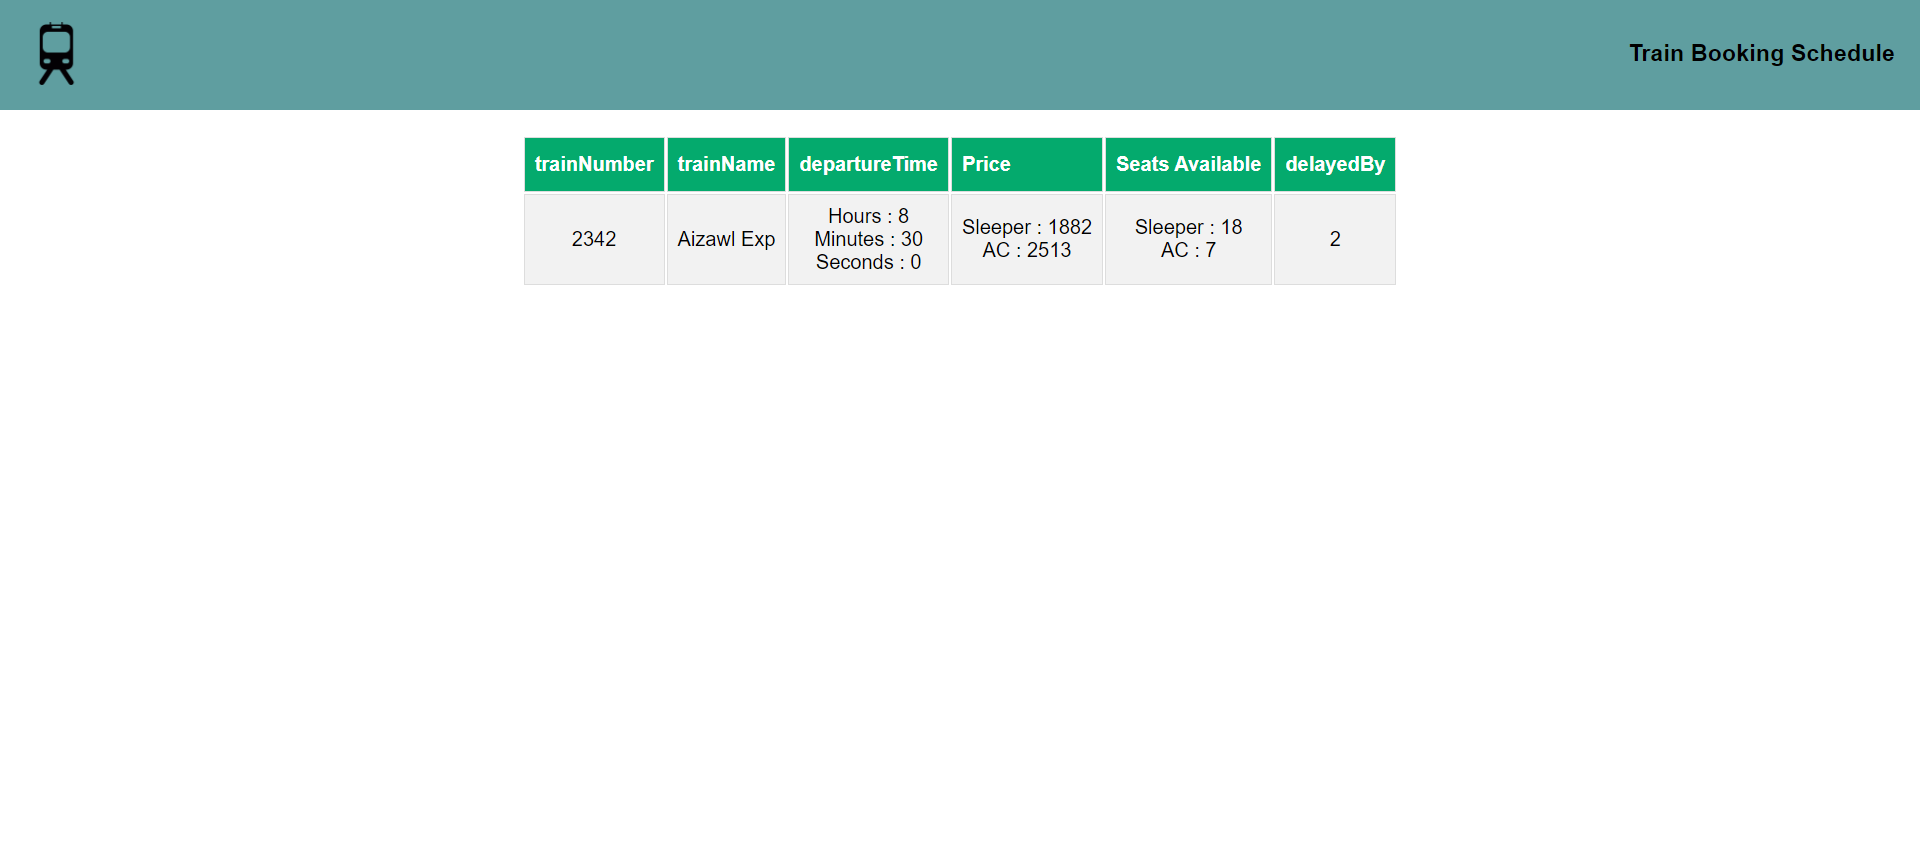 Train Booking Schedule
trainNumber trainName departureTime Price Seats Available delayedBy
2342 Aizawl Exp Hours : 8
Minutes : 30
Seconds : 0 Sleeper : 1882
AC : 2513 Sleeper : 18
AC : 7 2